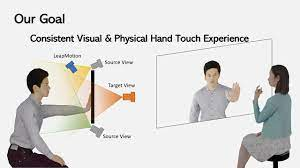 Our Goal
Consistent Visual & Physical Hand Touch Experience
LeapMotion
Source View
Target View
Source View